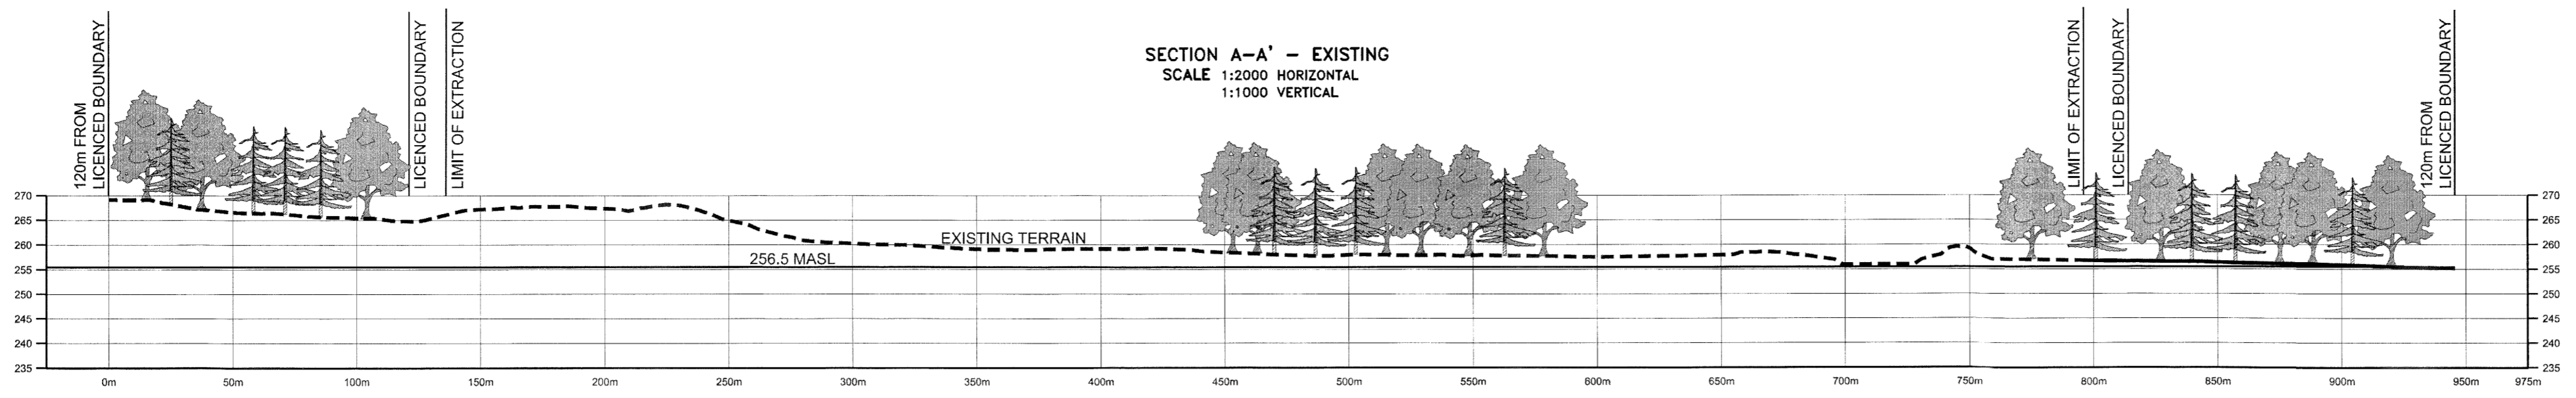 120m FROM
LICENCED BOUNDARY
LICENCED BOUNDARY
LIMIT OF EXTRACTION
SECTION A-A' - EXISTING
SCALE 1:2000 HORIZONTAL
1:1000 VERTICAL
LIMIT OF EXTRACTION
LICENCED BOUNDARY
120m FROM
LICENCED BOUNDARY
270
265
260
255
250
245
240
235
EXISTING TERRAIN
256.5 MASL
270
265
260
255
250
245
240
235
0m
50m
100m
150m
200m
250m
300m
350m
400m
450m
500m
550m
600m
650m
700m
750m
800m
850m
900m
950m
975m